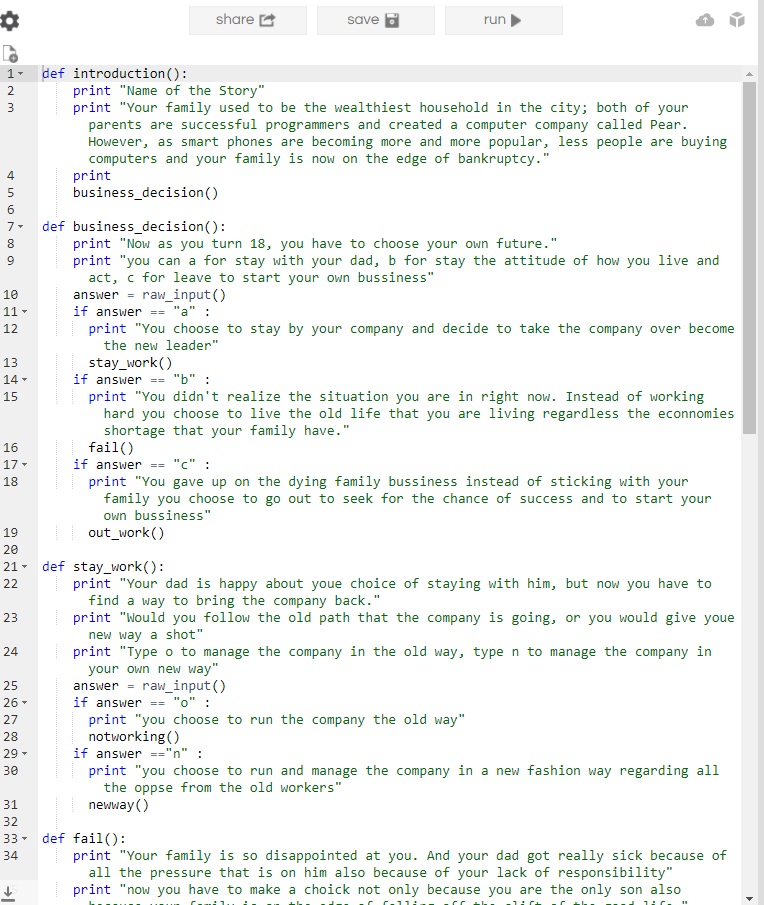 share
save
run
1 def introduction():
2 print "Name of the Story"
3 print "Your family used to be the wealthiest household in the city; both of your
parents are successful programmers and created a computer company called Pear.
However, as smart phones are becoming more and more popular, less people are buying
computers and your family is now on the edge of bankruptcy."
4 print
5 business_decision()
6
7 def business_decision():
8 print "Now as you turn 18, you have to choose your own future."
9 print "you can a for stay with your dad, b for stay the attitude of how you live and
act, c for leave to start your own bussiness"
10 answer = raw_input()
11 if answer == "a" :
12 print "You choose to stay by your company and decide to take the company over become
the new leader"
13 stay_work()
14 if answer == "b" :
15 print "You didn't realize the situation you are in right now. Instead of working
hard you choose to live the old life that you are living regardless the econnomies
shortage that your family have."
16 fail()
17 if answer == "c" :
18 print "You gave up on the dying family bussiness instead of sticking with your
family you choose to go out to seek for the chance of success and to start your
own bussiness"
19 out_work()
20
21 def stay_work():
22 print "Your dad is happy about youe choice of staying with him, but now you have to
find a way to bring the company back."
23 print "Would you follow the old path that the company is going, or you would give youe
new way a shot"
24 print "Type o to manage the company in the old way, type n to manage the company in
your own new way"
25 answer = raw_input()
26 if answer == "o" :
27 print "you choose to run the company the old way"
28 notworking()
29 if answer =="n" :
30 print "you choose to run and manage the company in a new fashion way regarding all
the oppse from the old workers"
31 newway()
32
33 def fail():
34 print "Your family is so disappointed at you. And your dad got really sick because of
all the pressure that is on him also because of your lack of responsibility"
print "now you have to make a choick not only because you are the only son also
because your family is on the edge of falling off the clift of the good life."